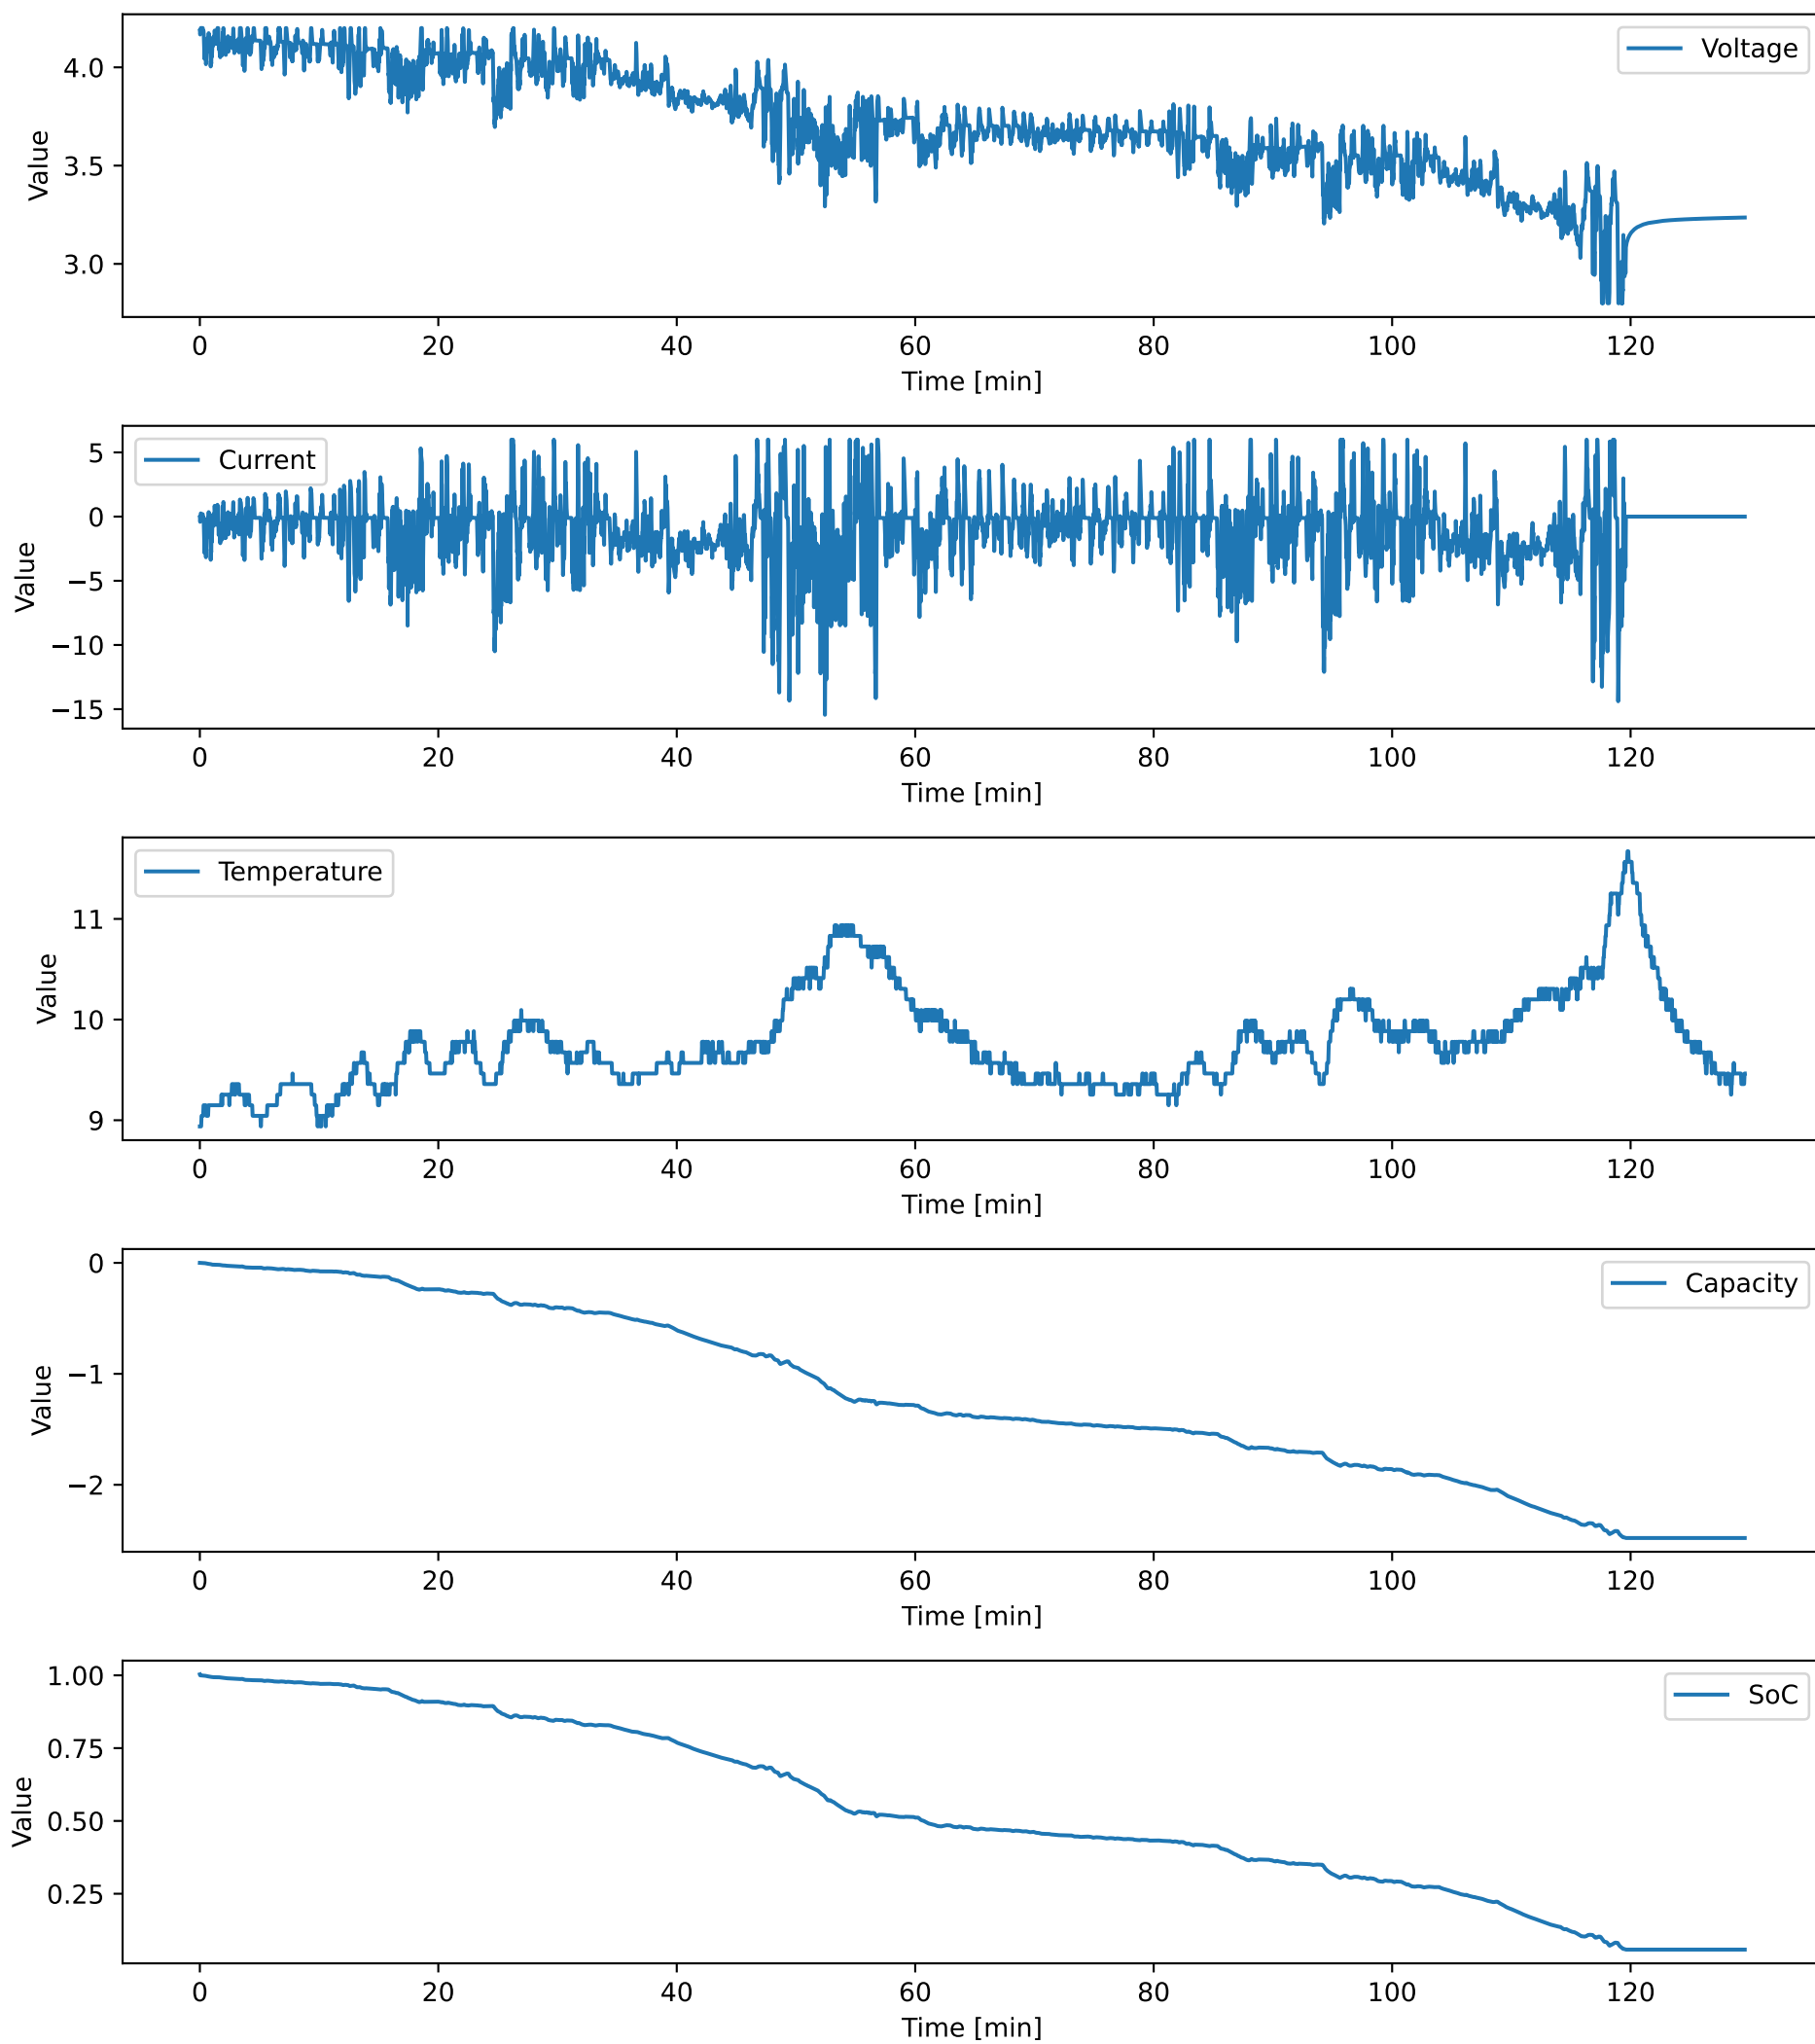 Voltage
4.0
3.5
3.0
Value
0 20 40 60 80 100 120
Time [min]
Current
5
0
−5
−10
−15
Value
0 20 40 60 80 100 120
Time [min]
Temperature
11
10
9
Value
0 20 40 60 80 100 120
Time [min]
Capacity
0
−1
−2
Value
0 20 40 60 80 100 120
Time [min]
SoC
1.00
0.75
0.50
0.25
Value
0 20 40 60 80 100 120
Time [min]